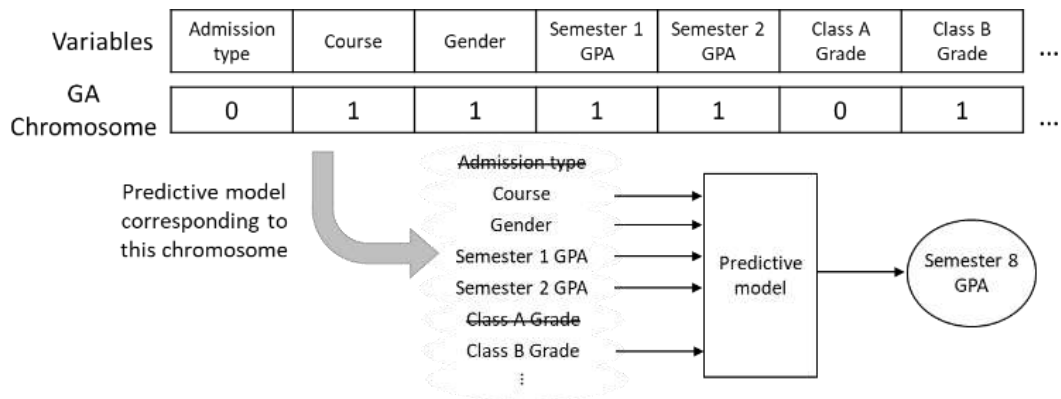 Variables
Admission type
Course
Gender
Semester 1 GPA
Semester 2 GPA
Class A Grade
Class B Grade
...
GA Chromosome
0
1
1
1
1
0
1
...
Predictive model
corresponding to
this chromosome
Admission type
Course
Gender
Semester 1 GPA
Semester 2 GPA
Class A Grade
Class B Grade
...
Predictive
model
Semester 8
GPA